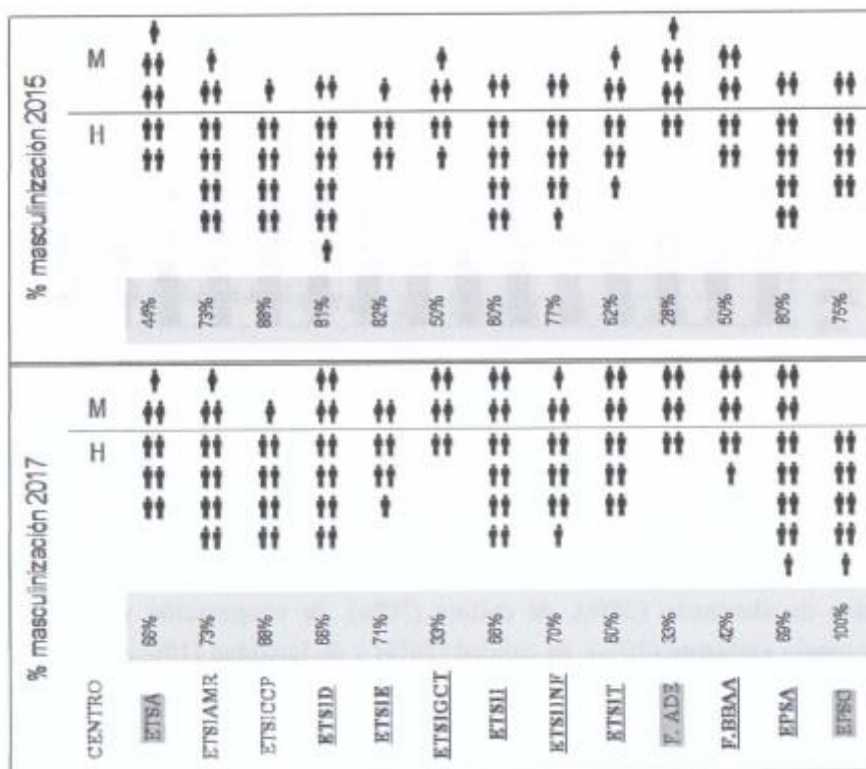 % masculinización 2017 % masculinización 2015
CENTRO H M H M
ETSA 66% 44%
ETSIAMR 73% 73%
ETSICCP 88% 88%
ETSID 66% 81%
ETSIE 71% 82%
ETSIGCT 33% 50%
ETSII 66% 80%
ETSIINF 70% 77%
ETSIT 60% 62%
F. ADE 33% 28%
F.BBAA 42% 50%
EPSA 69% 80%
EPSG 100% 75%